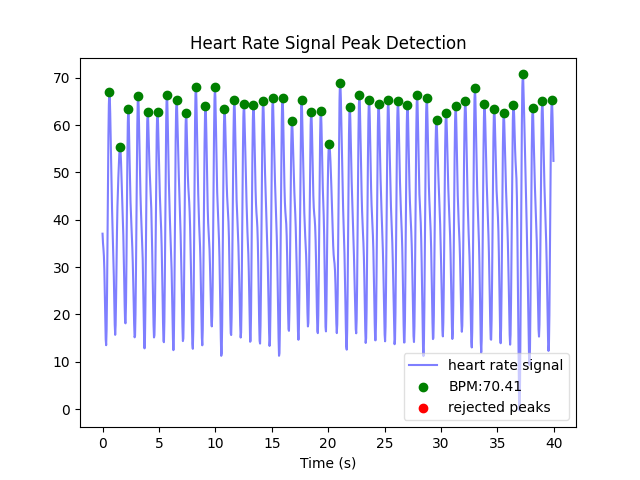 Heart Rate Signal Peak Detection
70
60
50
40
30
20
10
0
heart rate signal
BPM:70.41
rejected peaks
0 5 10 15 20 25 30 35 40
Time (s)